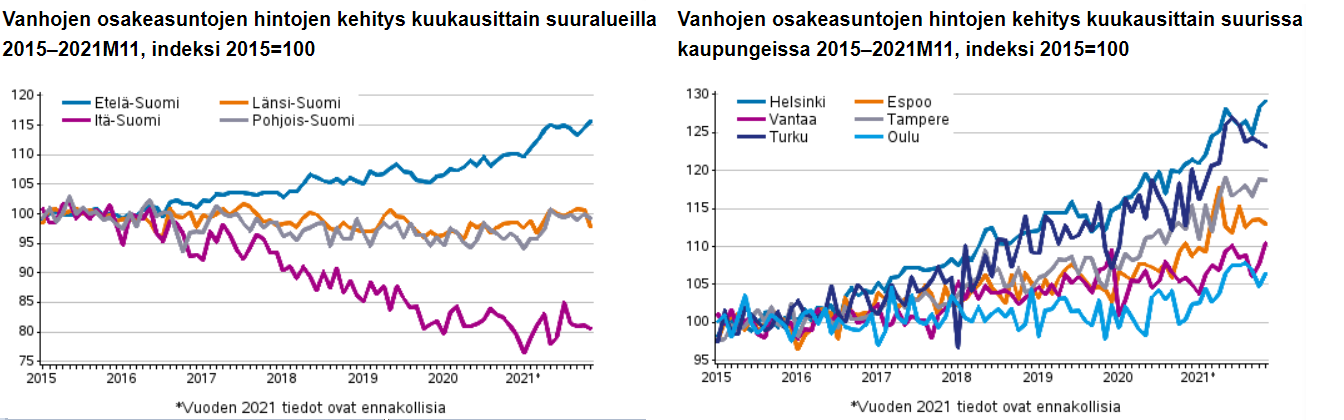 Vanhojen osakeasuntojen hintojen kehitys kuukausittain suuralueilla
2015–2021M11, indeksi 2015=100
120
115
110
105
100
95
90
85
80
75
Etelä-Suomi
Länsi-Suomi
Itä-Suomi
Pohjois-Suomi
2015
2016
2017
2018
2019
2020
2021*
*Vuoden 2021 tiedot ovat ennakollisia
Vanhojen osakeasuntojen hintojen kehitys kuukausittain suurissa
kaupungeissa 2015–2021M11, indeksi 2015=100
130
125
120
115
110
105
100
95
Helsinki
Espoo
Vantaa
Tampere
Turku
Oulu
2015
2016
2017
2018
2019
2020
2021*
*Vuoden 2021 tiedot ovat ennakollisia